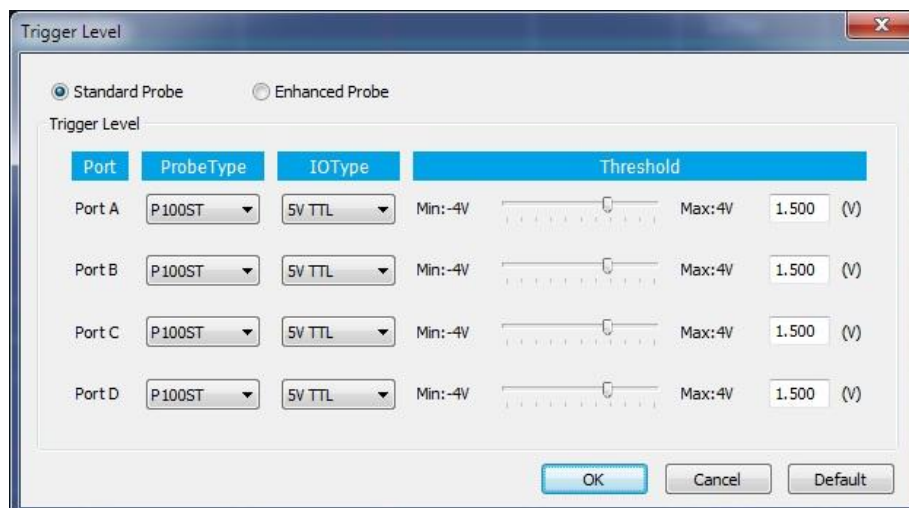 Trigger Level
Standard Probe Enhanced Probe
Trigger Level
Port ProbeType IOType Threshold
Port A P100ST 5V TTL Min:-4V Max:4V 1.500 (V)
Port B P100ST 5V TTL Min:-4V Max:4V 1.500 (V)
Port C P100ST 5V TTL Min:-4V Max:4V 1.500 (V)
Port D P100ST 5V TTL Min:-4V Max:4V 1.500 (V)
OK Cancel Default